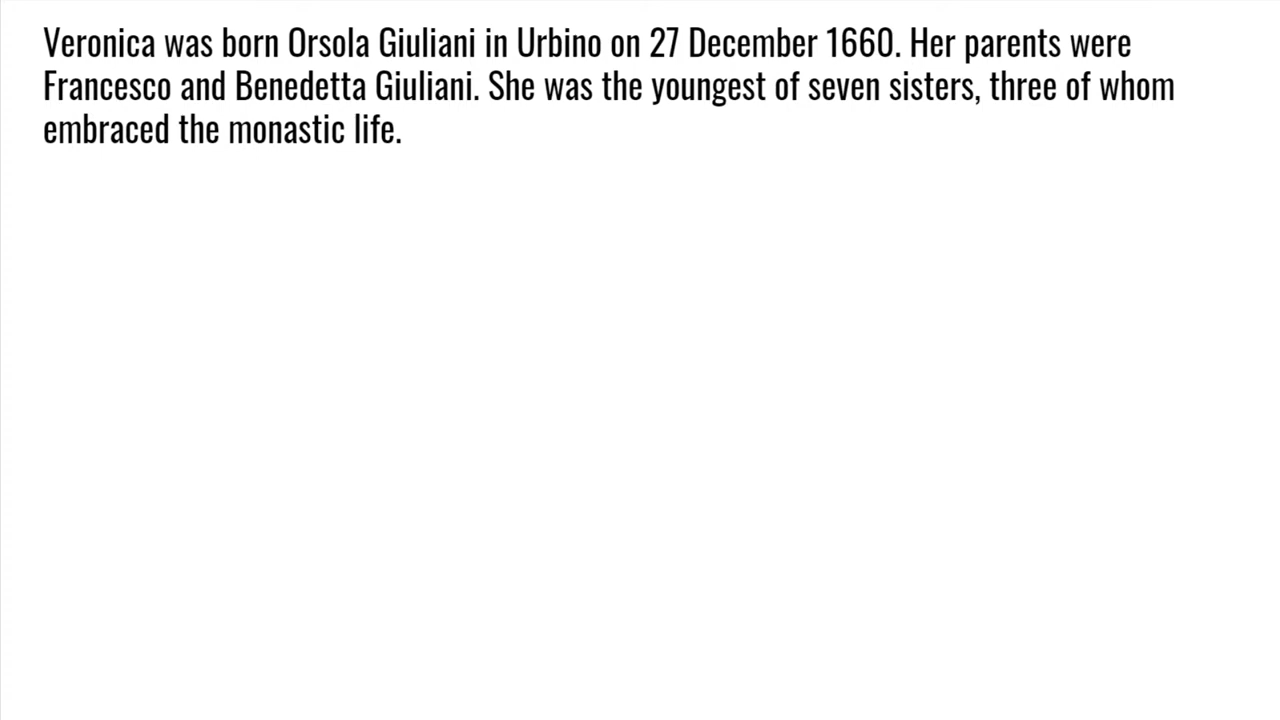 Veronica was born Orsola Giuliani in Urbino on 27 December 1660. Her parents were
Francesco and Benedetta Giuliani. She was the youngest of seven sisters, three of whom
embraced the monastic life.